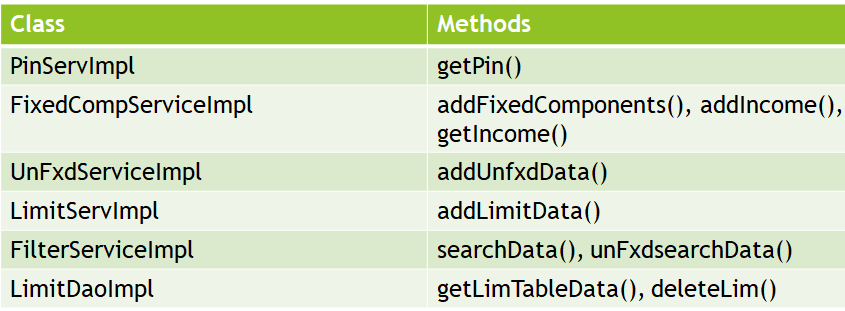 Class Methods
PinServImpl getPin()
FixedCompServiceImpl addFixedComponents(), addIncome(),
getIncome()
UnFxdServiceImpl addUnfxdData()
LimitServImpl addLimitData()
FilterServiceImpl searchData(), unFxdsearchData()
LimitDaoImpl getLimTableData(), deleteLim()